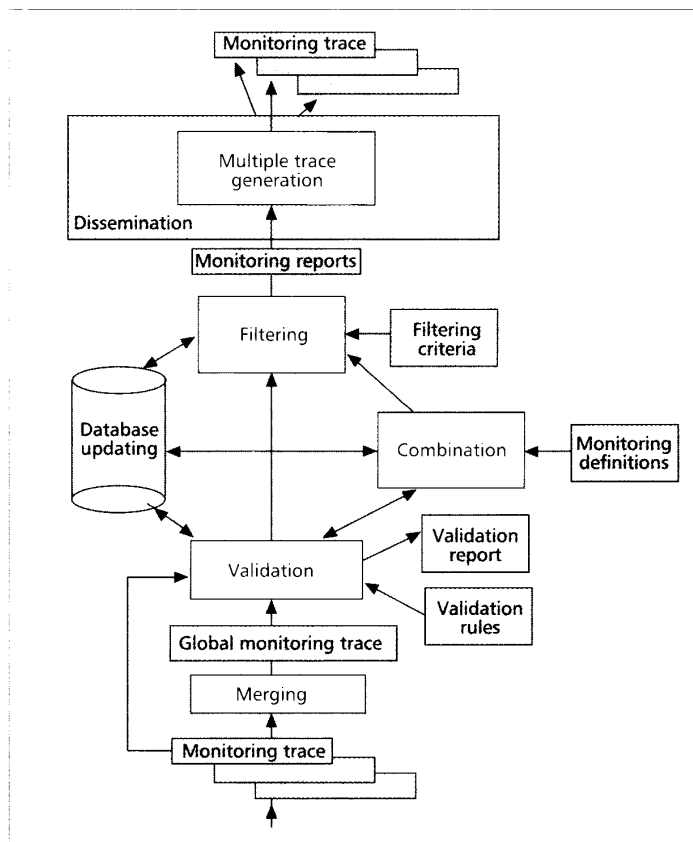 Monitoring trace
Multiple trace
generation
Dissemination
Monitoring reports
Filtering
Filtering
criteria
Database
updating
Combination
Monitoring
definitions
Validation
report
Validation
Validation
rules
Global monitoring trace
Merging
Monitoring trace